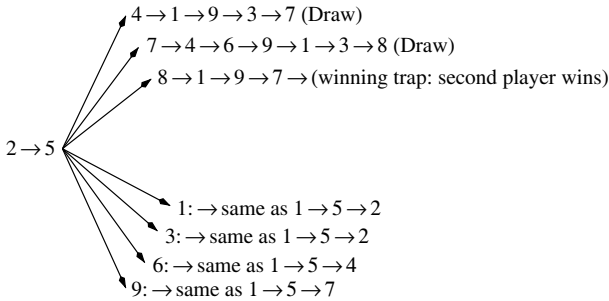 4→1→9→3→7 (Draw)
7→4→6→9→1→3→8 (Draw)
8→1→9→7→(winning trap: second player wins)
2→5
1:→same as 1→5→2
3:→same as 1→5→2
6:→same as 1→5→4
9:→same as 1→5→7